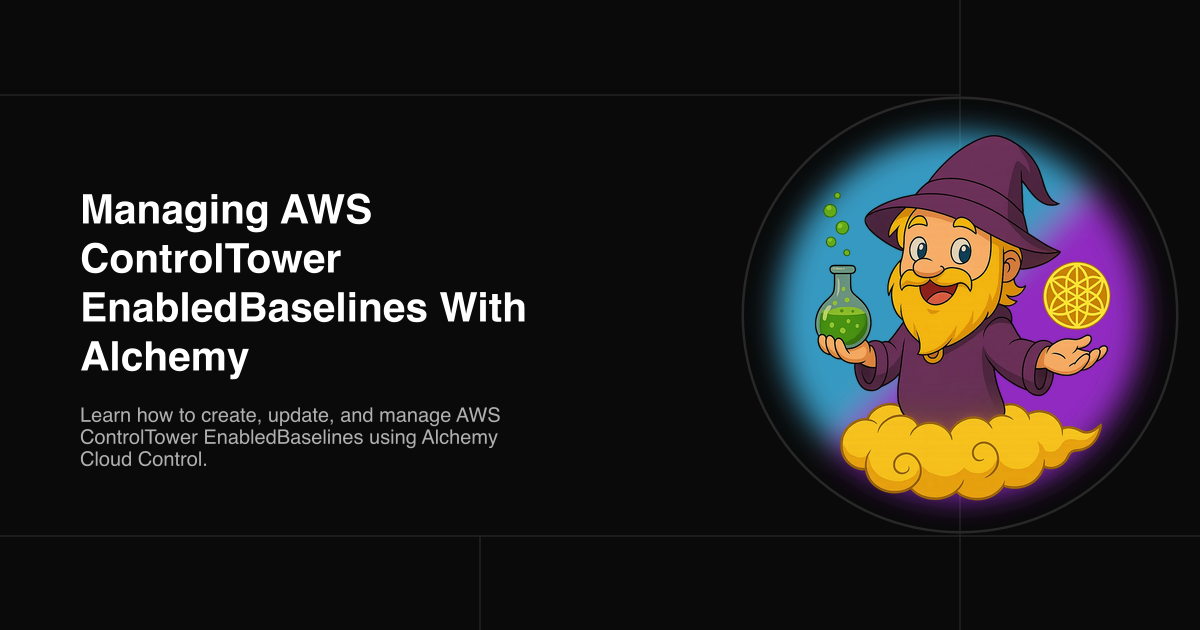 Managing AWS
ControlTower
EnabledBaselines With
Alchemy
Learn how to create, update, and manage AWS
ControlTower EnabledBaselines using Alchemy
Cloud Control.